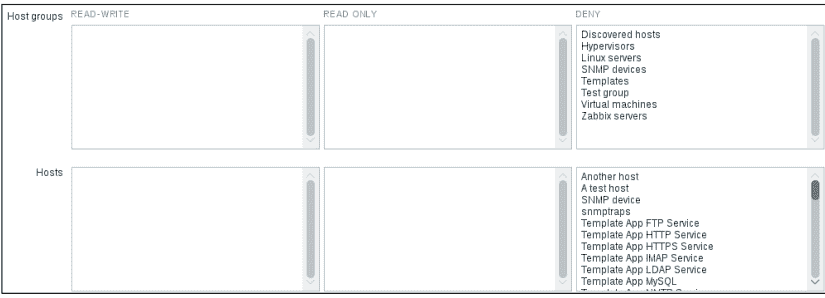 Host groups READ-WRITE READ ONLY DENY
Discovered hosts
Hypervisors
Linux servers
SNMP devices
Templates
Test group
Virtual machines
Zabbix servers
Hosts
Another host
A test host
SNMP device
snmptraps
Template App FTP Service
Template App HTTP Service
Template App HTTPS Service
Template App IMAP Service
Template App LDAP Service
Template App MySQL